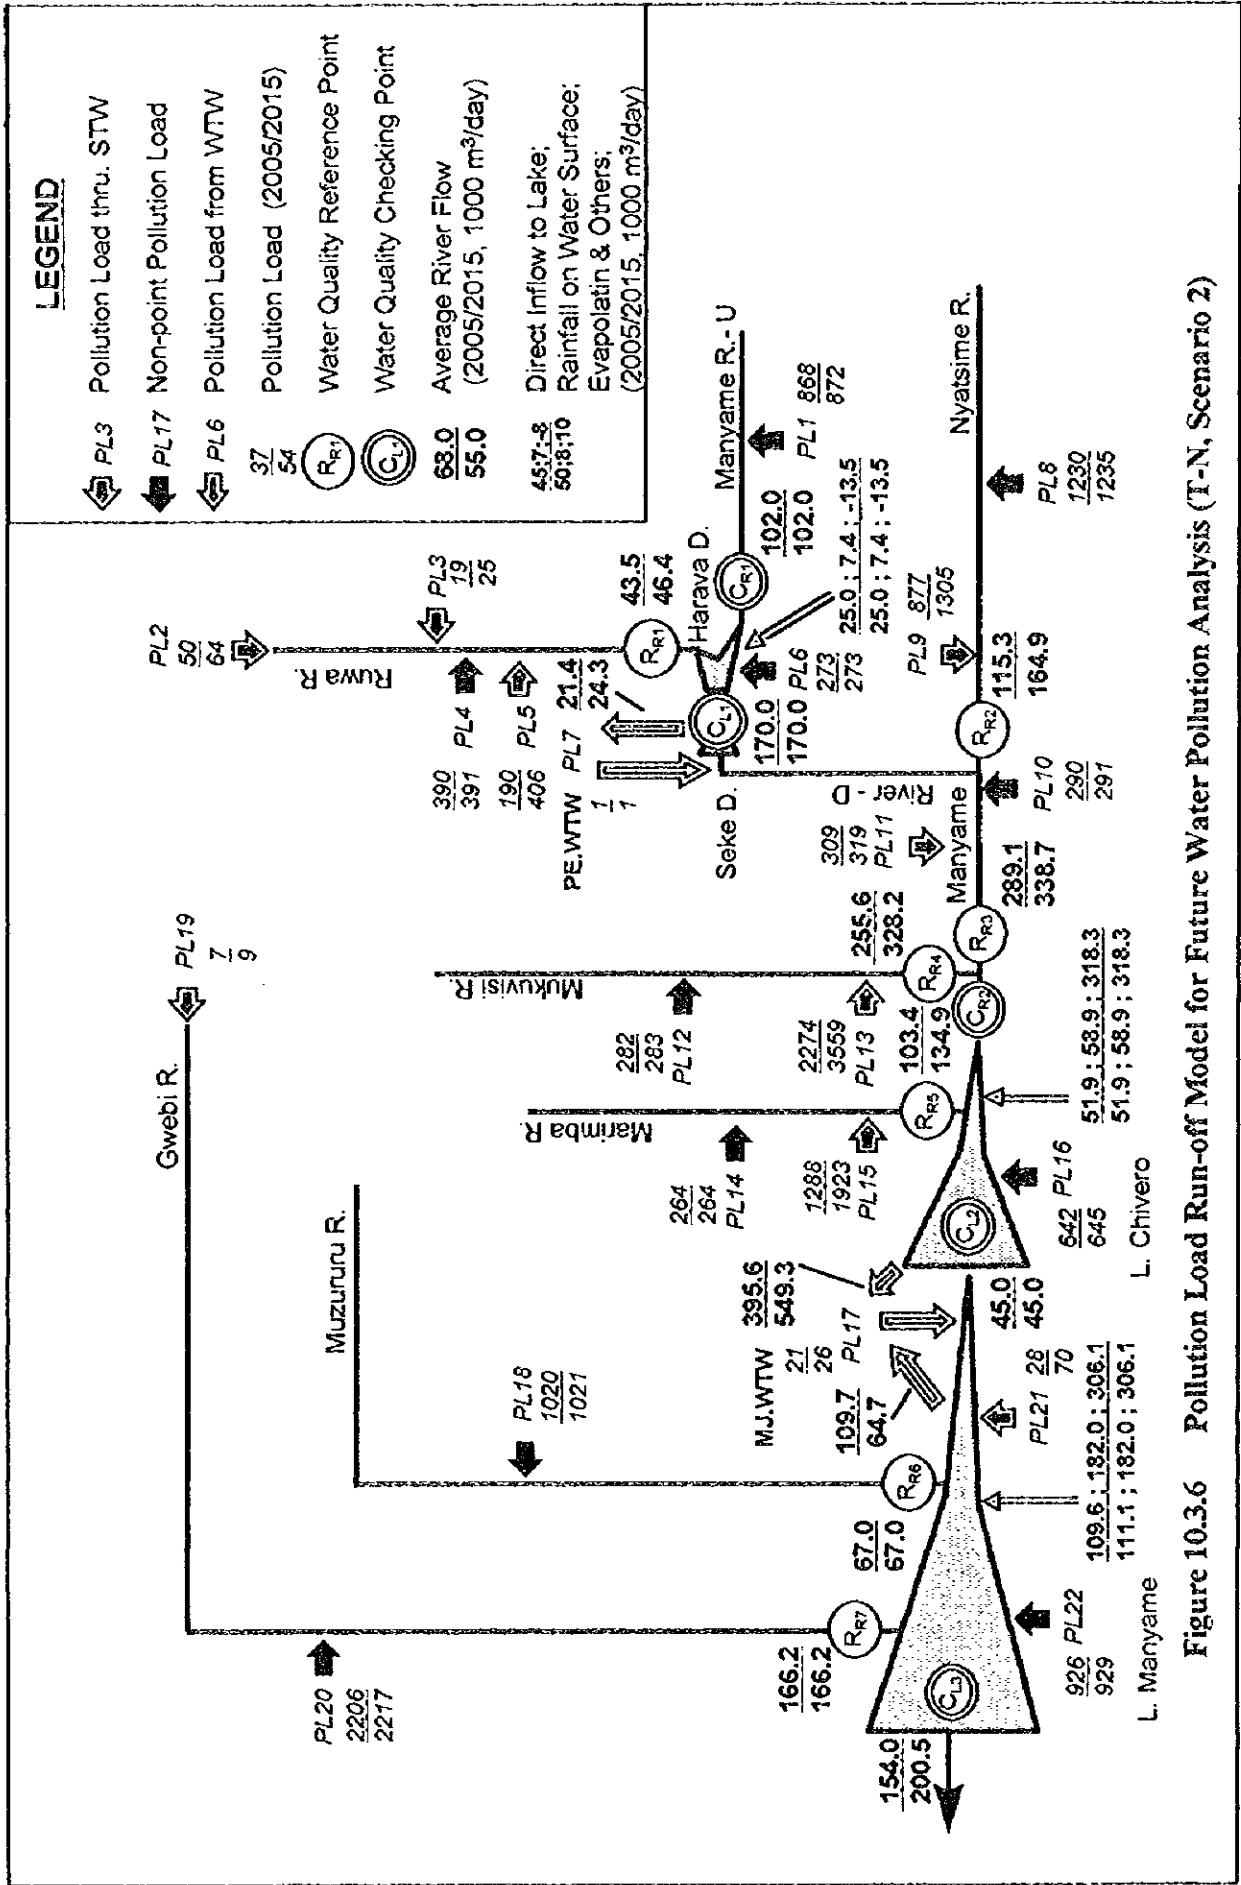 LEGEND
PL3 Pollution Load thru. STW
PL17 Non-point Pollution Load
PL6 Pollution Load from WTW
37
54
Pollution Load (2005/2015)
RR1 Water Quality Reference Point
CL1 Water Quality Checking Point
68.0
55.0
Average River Flow
(2005/2015, 1000 m³/day)
45;7;-8
50;8;10
Direct Inflow to Lake;
Rainfall on Water Surface;
Evapolatin & Others;
(2005/2015, 1000 m³/day)
Gwebi R.
PL19
7
9
PL20
2206
2217
Muzururu R.
PL18
1020
1021
Marimba R.
264
264
PL14
1288
1923
PL15
Mukuvisi R.
282
283
PL12
2274
3559
PL13
Ruwa R.
PL2
50
64
PL3
19
25
390
391
PL4
190
406
PL5
43.5
46.4
RR1
Harava D.
Manyame R.- U
CR1
102.0
102.0
PL1
868
872
25.0 ; 7.4 ; -13.5
25.0 ; 7.4 ; -13.5
PL6
273
273
PE.WTW
PL7
1
1
21.4
24.3
CL1
170.0
170.0
Seke D.
River - D
Manyame
Nyatsime R.
PL8
1230
1235
PL9
877
1305
115.3
164.9
RR2
PL10
290
291
309
319
PL11
289.1
338.7
RR3
255.6
328.2
RR4
103.4
134.9
CR2
RR5
51.9 ; 58.9 ; 318.3
51.9 ; 58.9 ; 318.3
CL2
642
645
PL16
L. Chivero
395.6
549.3
MJ.WTW
21
26
PL17
109.7
64.7
45.0
45.0
PL21
28
70
RR6
67.0
67.0
109.6 ; 182.0 ; 306.1
111.1 ; 182.0 ; 306.1
RR7
166.2
166.2
CL3
926
929
PL22
L. Manyame
154.0
200.5
Figure 10.3.6 Pollution Load Run-off Model for Future Water Pollution Analysis (T-N, Scenario 2)